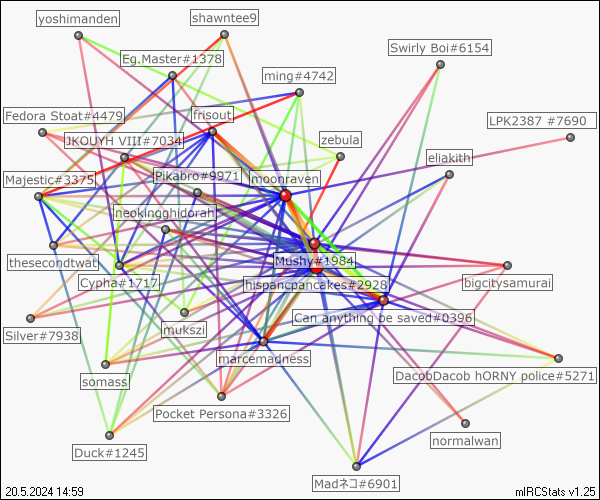 yoshimanden
shawntee9
Swirly Boi#6154
Eg.Master#1378
ming#4742
Fedora Stoat#4479
frisout
LPK2387 #7690
JKOUYH VIII#7034
zebula
eliakith
Majestic#3375
Pikabro#9971
moonraven
neokingghidorah
thesecondtwat
Mushy#1984
Cypha#1717
hispancpancakes#2928
bigcitysamurai
Silver#7938
mukszi
Can anything be saved#0396
marcemadness
somass
DacobDacob hORNY police#5271
Pocket Persona#3326
normalwan
Duck#1245
Madネコ#6901
20.5.2024 14:59
mIRCStats v1.25